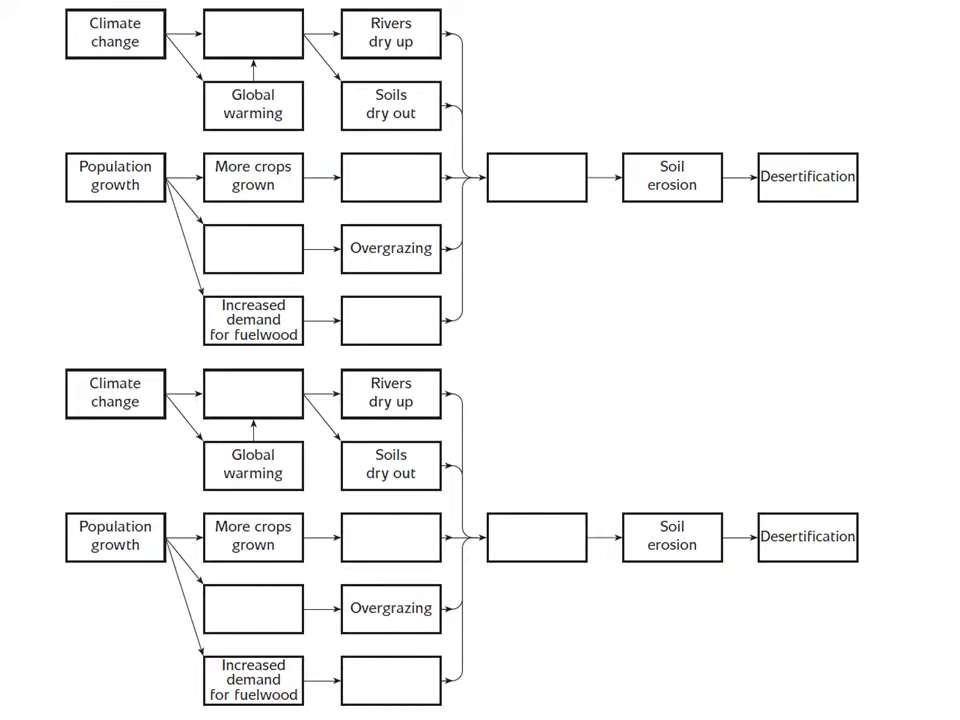 Climate
change
Rivers
dry up
Global
warming
Soils
dry out
Population
growth
More crops
grown
Soil
erosion
Desertification
Overgrazing
Increased
demand
for fuelwood
Climate
change
Rivers
dry up
Global
warming
Soils
dry out
Population
growth
More crops
grown
Soil
erosion
Desertification
Overgrazing
Increased
demand
for fuelwood